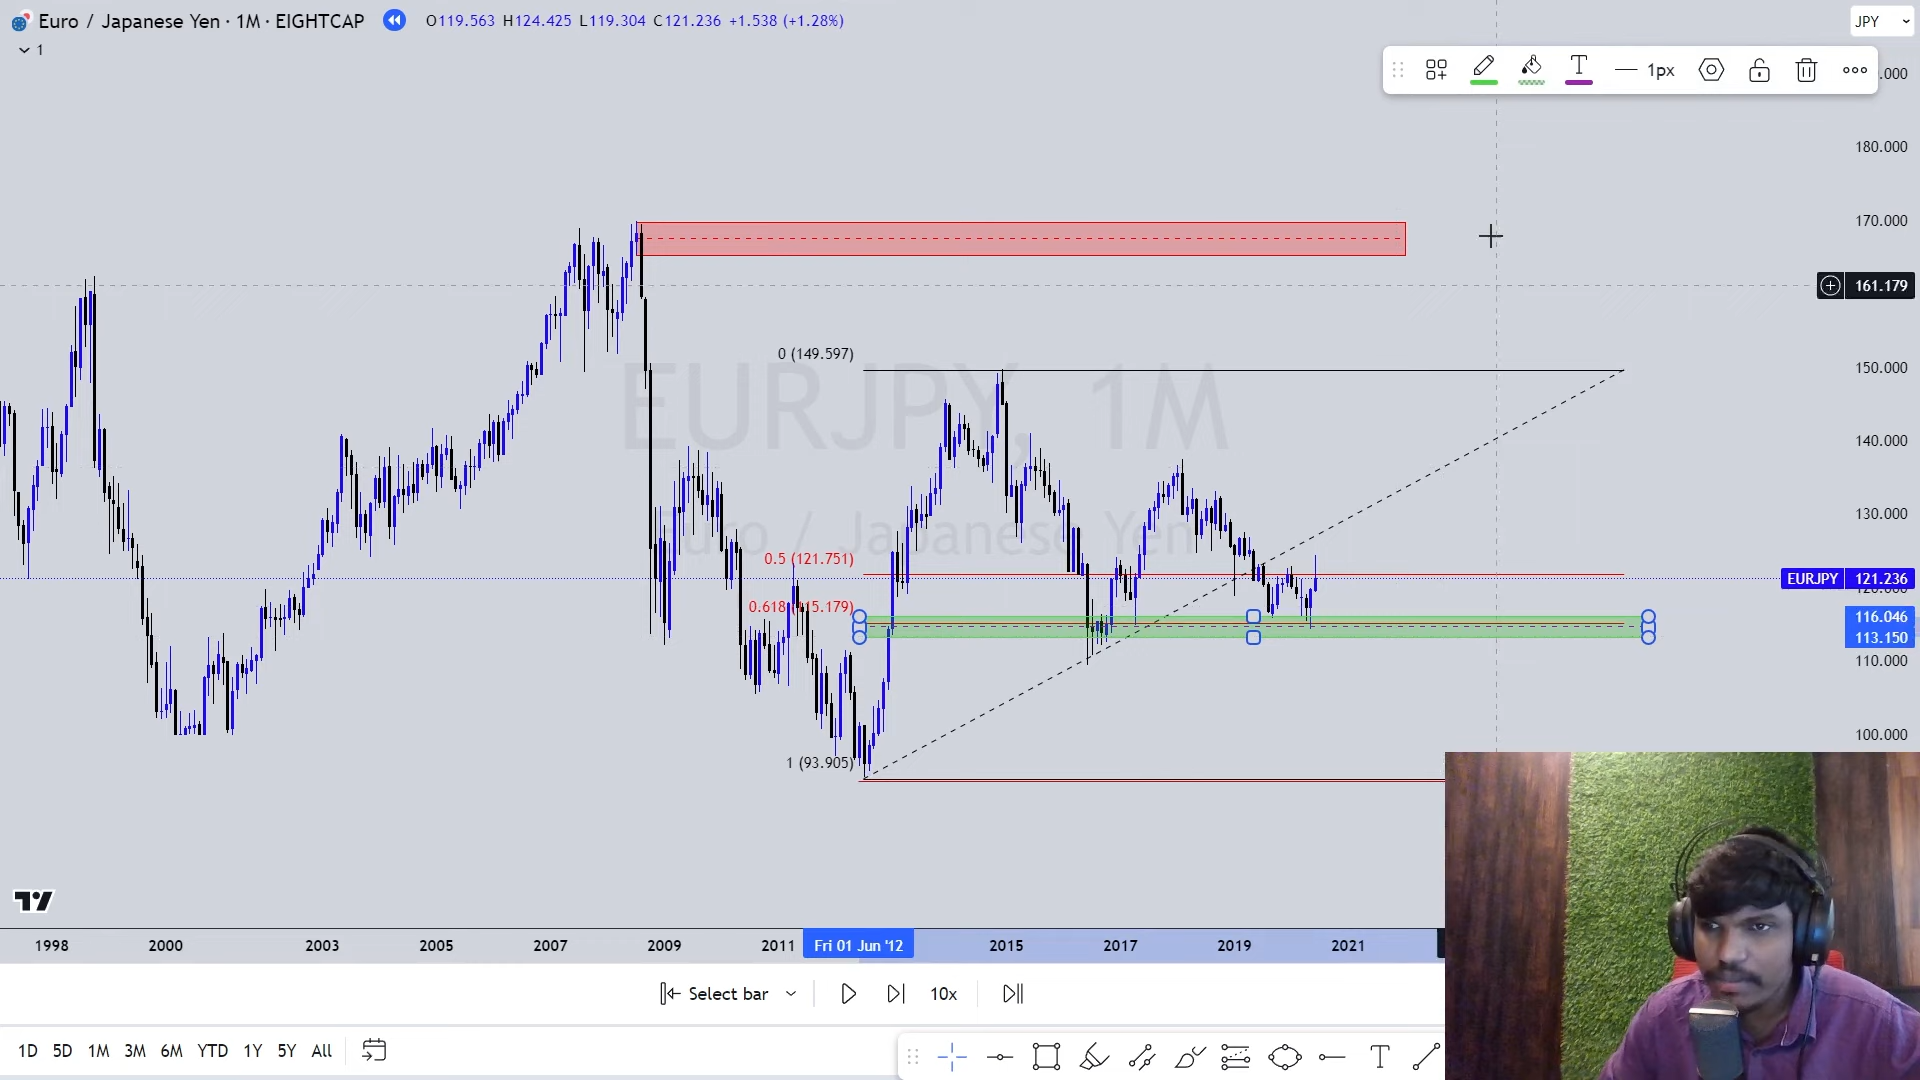 Euro / Japanese Yen · 1M · EIGHTCAP O119.563 H124.425 L119.304 C121.236 +1.538 (+1.28%)
JPY
1
1px
180.000
170.000
161.179
0 (149.597)
150.000
EURJPY, 1M
140.000
130.000
Euro / Japanese Yen
0.5 (121.751)
EURJPY 121.236
0.618 (115.179)
116.046
113.150
110.000
100.000
1 (93.905)
1998 2000 2003 2005 2007 2009 2011 Fri 01 Jun '12 2015 2017 2019 2021
Select bar 10x
1D 5D 1M 3M 6M YTD 1Y 5Y All